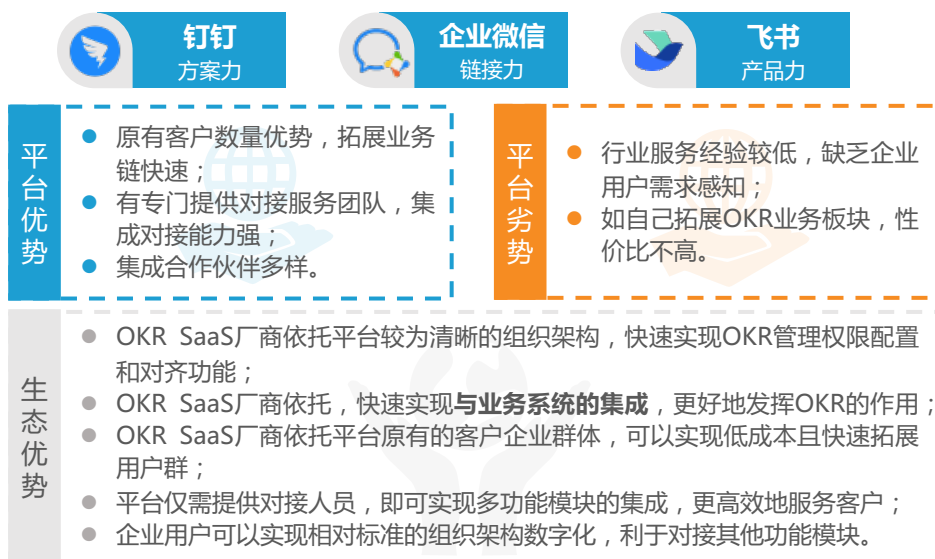 钉钉
方案力
企业微信
链接力
飞书
产品力
平台优势
原有客户数量优势，拓展业务
链快速；
有专门提供对接服务团队，集
成对接能力强；
集成合作伙伴多样。
平台劣势
行业服务经验较低，缺乏企业
用户需求感知；
如自己拓展OKR业务板块，性
价比不高。
生态优势
OKR SaaS厂商依托平台较为清晰的组织架构，快速实现OKR管理权限配置
和对齐功能；
OKR SaaS厂商依托，快速实现与业务系统的集成，更好地发挥OKR的作用；
OKR SaaS厂商依托平台原有的客户企业群体，可以实现低成本且快速拓展
用户群；
平台仅需提供对接人员，即可实现多功能模块的集成，更高效地服务客户；
企业用户可以实现相对标准的组织架构数字化，利于对接其他功能模块。